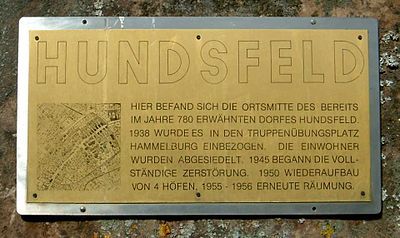 HUNDSFELD
HIER BEFAND SICH DIE ORTSMITTE DES BEREITS
IM JAHRE 780 ERWÄHNTEN DORFES HUNDSFELD.
1938 WURDE ES IN DEN TRUPPENÜBUNGSPLATZ
HAMMELBURG EINBEZOGEN. DIE EINWOHNER
WURDEN ABGESIEDELT. 1945 BEGANN DIE VOLL-
STÄNDIGE ZERSTÖRUNG. 1950 WIEDERAUFBAU
VON 4 HÖFEN, 1955 - 1956 ERNEUTE RÄUMUNG.